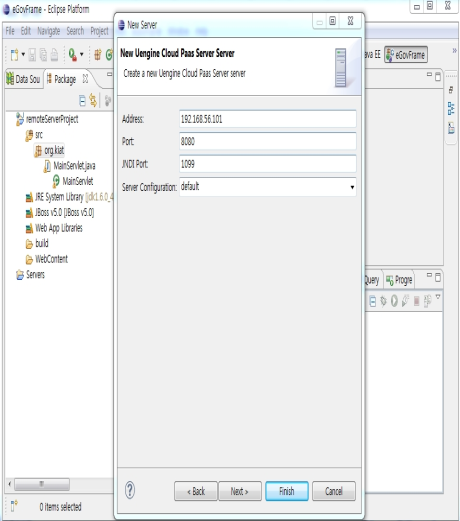 eGovFrame - Eclipse Platform
File Edit Navigate Search Project
New Server
New Uengine Cloud Paas Server Server
Create a new Uengine Cloud Paas Server server
Address: 192.168.56.101
Port: 8080
JNDI Port: 1099
Server Configuration: default
< Back Next > Finish Cancel
ava EE eGovFrame
Data Sou Package
remoteServerProject
src
org.kiat
MainServlet.java
MainServlet
JRE System Library [jdk1.6.0_4
JBoss v5.0 [JBoss v5.0]
Web App Libraries
build
WebContent
Servers
Query Progre
0 items selected